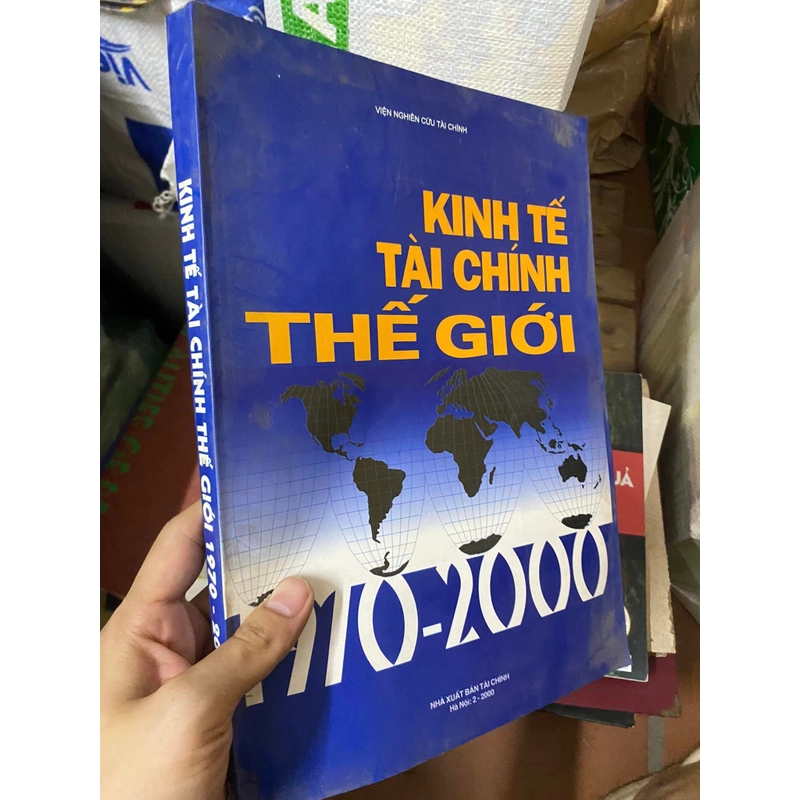 VIỆN NGHIÊN CỨU TÀI CHÍNH
KINH TẾ
TÀI CHÍNH
THẾ GIỚI
1970-2000
NHÀ XUẤT BẢN TÀI CHÍNH
Hà Nội: 2 - 2000
KINH TẾ TÀI CHÍNH THẾ GIỚI 1970 - 20